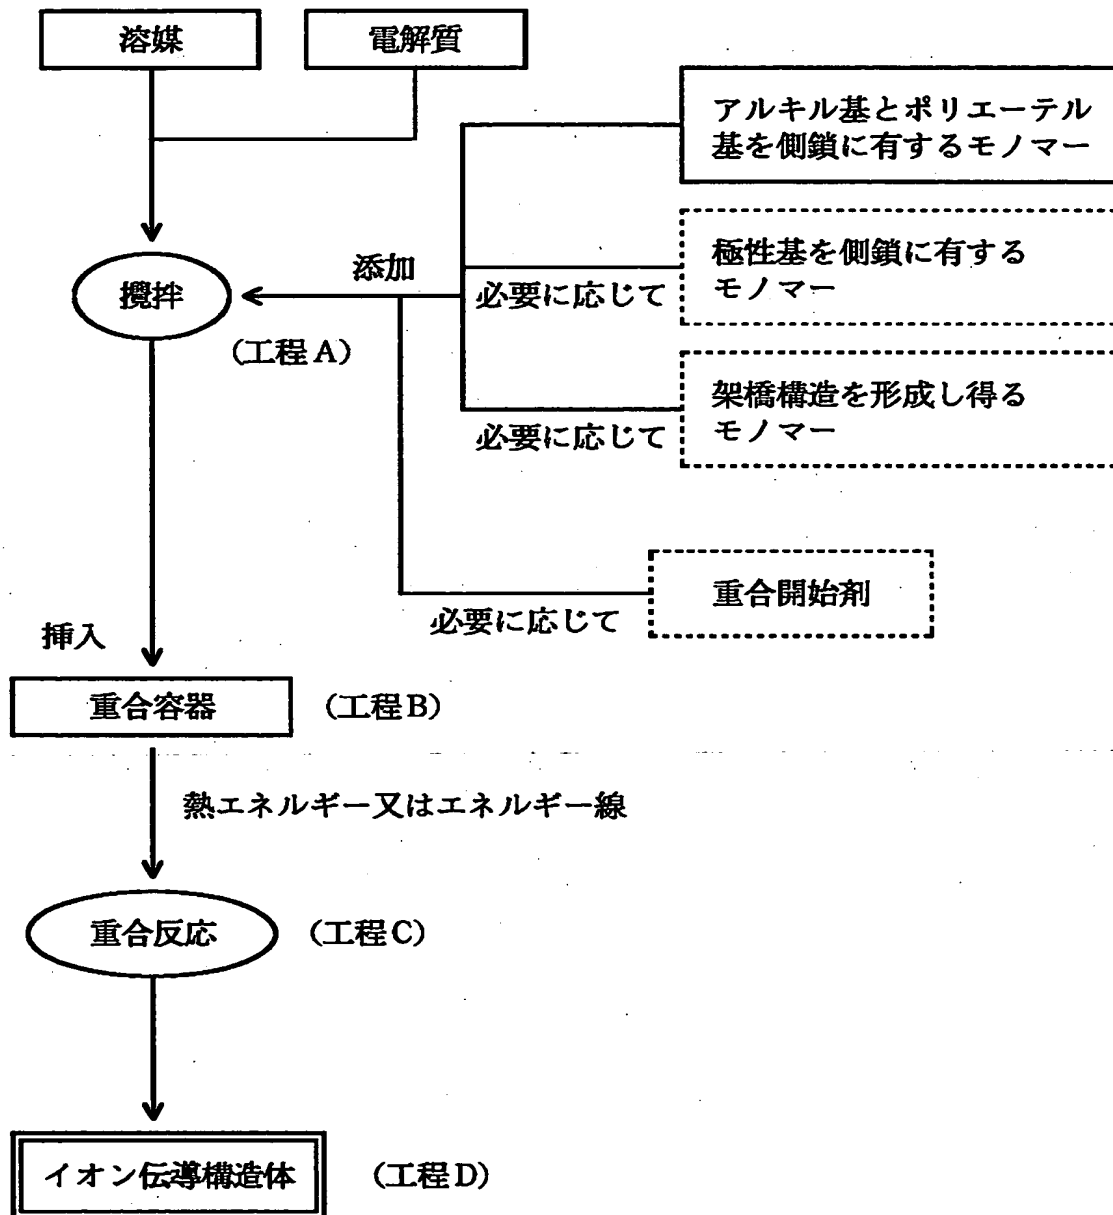 溶媒
電解質
アルキル基とポリエーテル
基を側鎖に有するモノマー
極性基を側鎖に有する
モノマー
添加
必要に応じて
攪拌
(工程A)
架橋構造を形成し得る
モノマー
必要に応じて
重合開始剤
必要に応じて
挿入
重合容器
(工程B)
熱エネルギー又はエネルギー線
重合反応
(工程C)
イオン伝導構造体
(工程D)